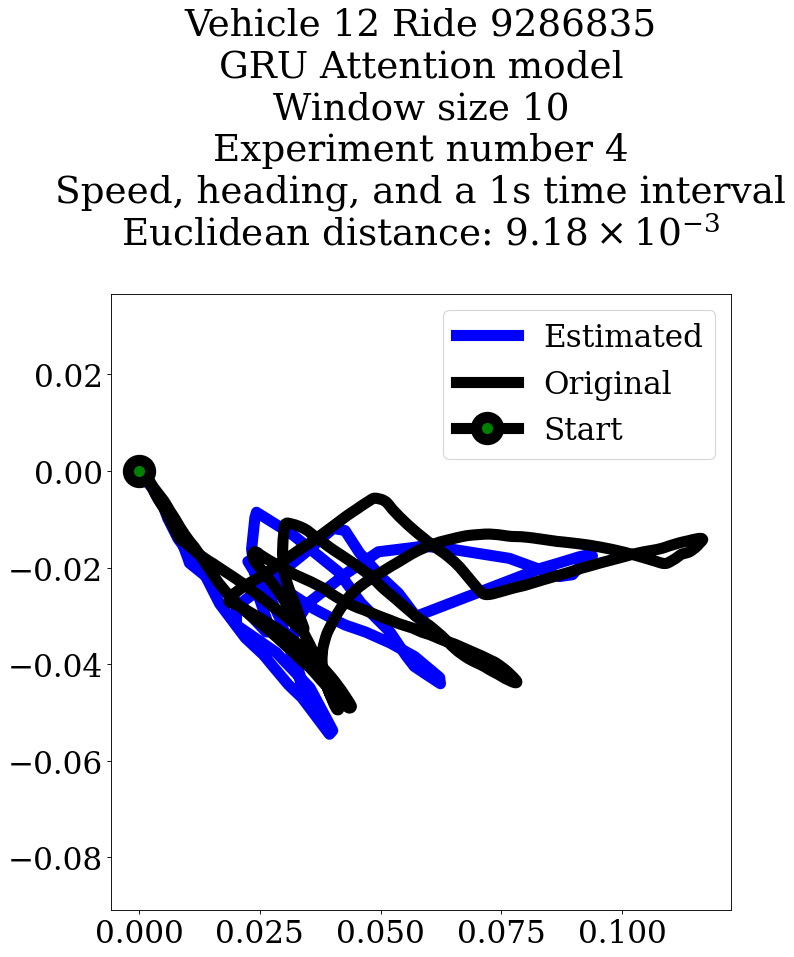 Vehicle 12 Ride 9286835
GRU Attention model
Window size 10
Experiment number 4
Speed, heading, and a 1s time interval
Euclidean distance: 9.18 × 10⁻³
Estimated
Original
Start
0.02
0.00
−0.02
−0.04
−0.06
−0.08
0.000 0.025 0.050 0.075 0.100